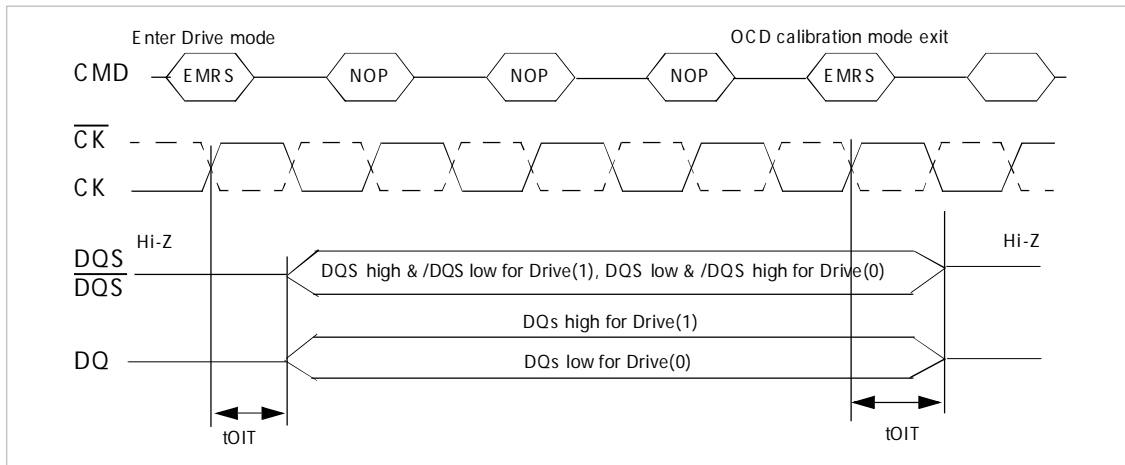 Enter Drive mode
OCD calibration mode exit
CMD
EMRS
NOP
NOP
NOP
EMRS
CK
CK
Hi-Z
Hi-Z
DQS
DQS
DQS high & /DQS low for Drive(1), DQS low & /DQS high for Drive(0)
DQs high for Drive(1)
DQ
DQs low for Drive(0)
tOIT
tOIT